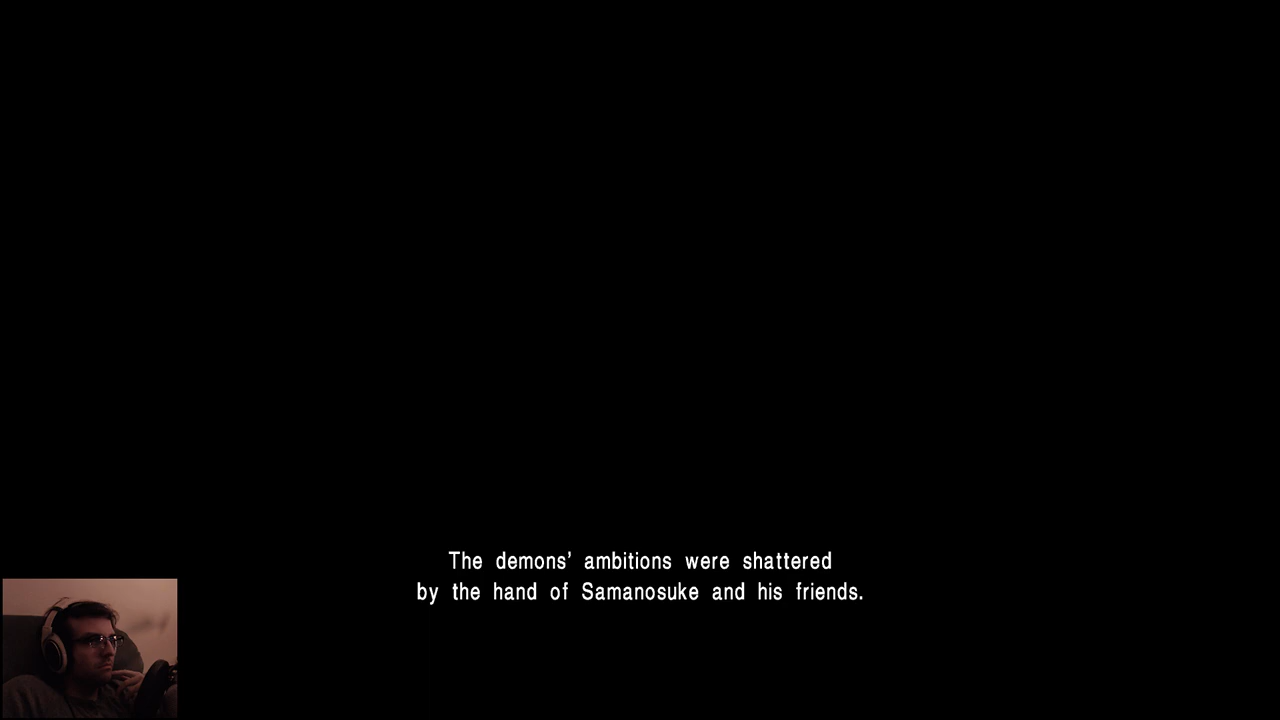 The demons’ ambitions were shattered
by the hand of Samanosuke and his friends.